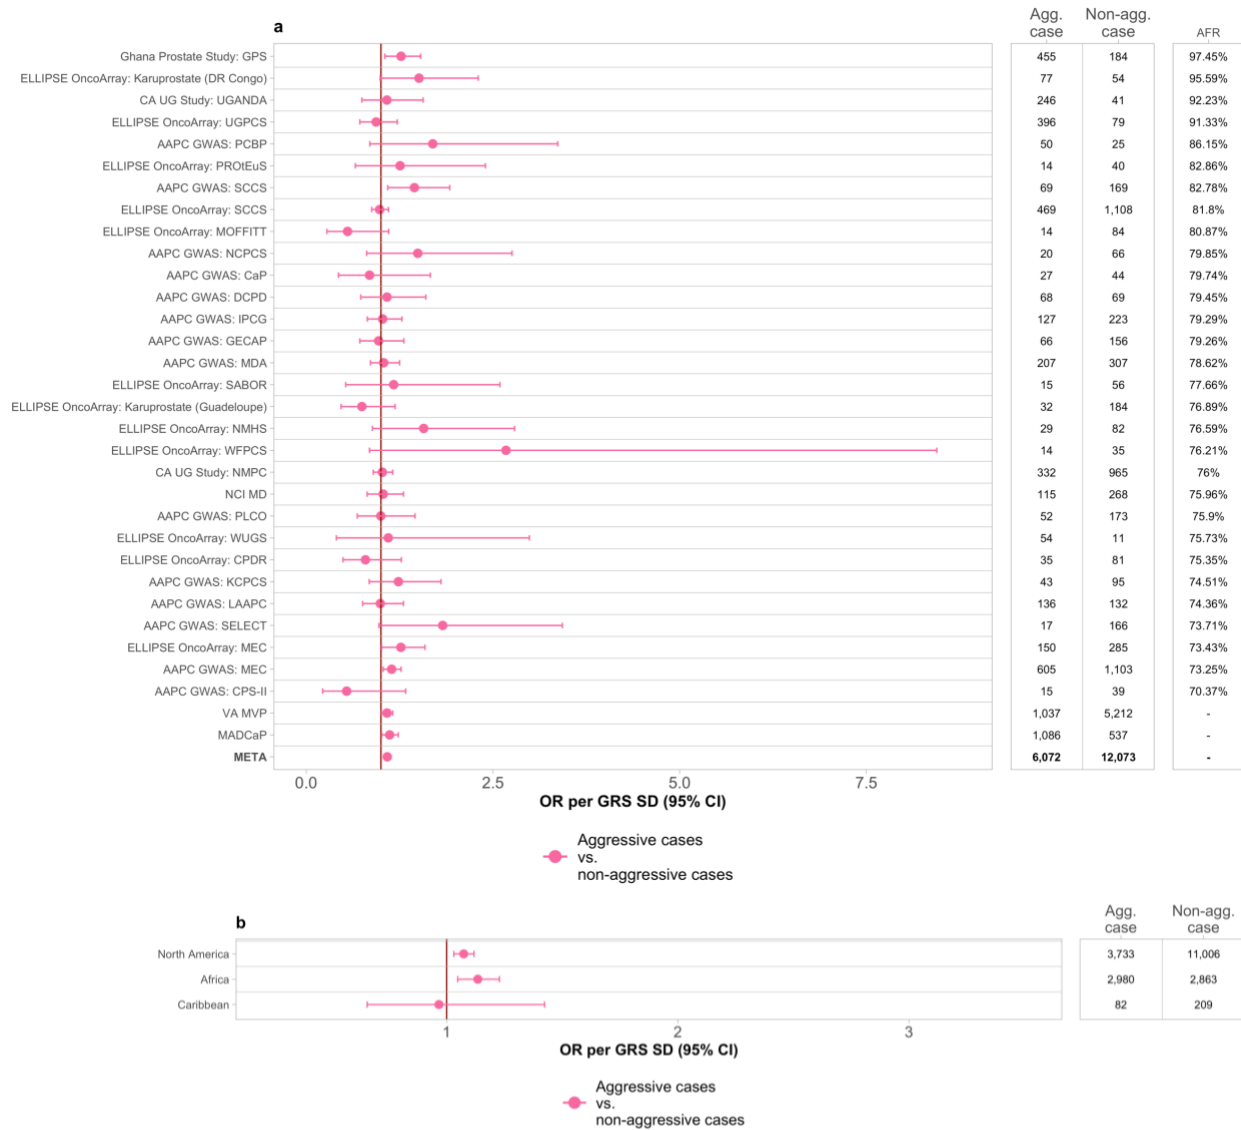 a
Agg. case Non-agg. case AFR
Ghana Prostate Study: GPS 455 184 97.45%
ELLIPSE OncoArray: Karuprostate (DR Congo) 77 54 95.59%
CA UG Study: UGANDA 246 41 92.23%
ELLIPSE OncoArray: UGPCS 396 79 91.33%
AAPC GWAS: PCBP 50 25 86.15%
ELLIPSE OncoArray: PROtEuS 14 40 82.86%
AAPC GWAS: SCCS 69 169 82.78%
ELLIPSE OncoArray: SCCS 469 1,108 81.8%
ELLIPSE OncoArray: MOFFITT 14 84 80.87%
AAPC GWAS: NCPCS 20 66 79.85%
AAPC GWAS: CaP 27 44 79.74%
AAPC GWAS: DCPD 68 69 79.45%
AAPC GWAS: IPCG 127 223 79.29%
AAPC GWAS: GECAP 66 156 79.26%
AAPC GWAS: MDA 207 307 78.62%
ELLIPSE OncoArray: SABOR 15 56 77.66%
ELLIPSE OncoArray: Karuprostate (Guadeloupe) 32 184 76.89%
ELLIPSE OncoArray: NMHS 29 82 76.59%
ELLIPSE OncoArray: WFPCS 14 35 76.21%
CA UG Study: NMPC 332 965 76%
NCI MD 115 268 75.96%
AAPC GWAS: PLCO 52 173 75.9%
ELLIPSE OncoArray: WUGS 54 11 75.73%
ELLIPSE OncoArray: CPDR 35 81 75.35%
AAPC GWAS: KCPCS 43 95 74.51%
AAPC GWAS: LAAPC 136 132 74.36%
AAPC GWAS: SELECT 17 166 73.71%
ELLIPSE OncoArray: MEC 150 285 73.43%
AAPC GWAS: MEC 605 1,103 73.25%
AAPC GWAS: CPS-II 15 39 70.37%
VA MVP 1,037 5,212 -
MADCaP 1,086 537 -
META 6,072 12,073 -
0.0 2.5 5.0 7.5
OR per GRS SD (95% CI)
Aggressive cases
vs.
non-aggressive cases
b
Agg. case Non-agg. case
North America 3,733 11,006
Africa 2,980 2,863
Caribbean 82 209
1 2 3
OR per GRS SD (95% CI)
Aggressive cases
vs.
non-aggressive cases